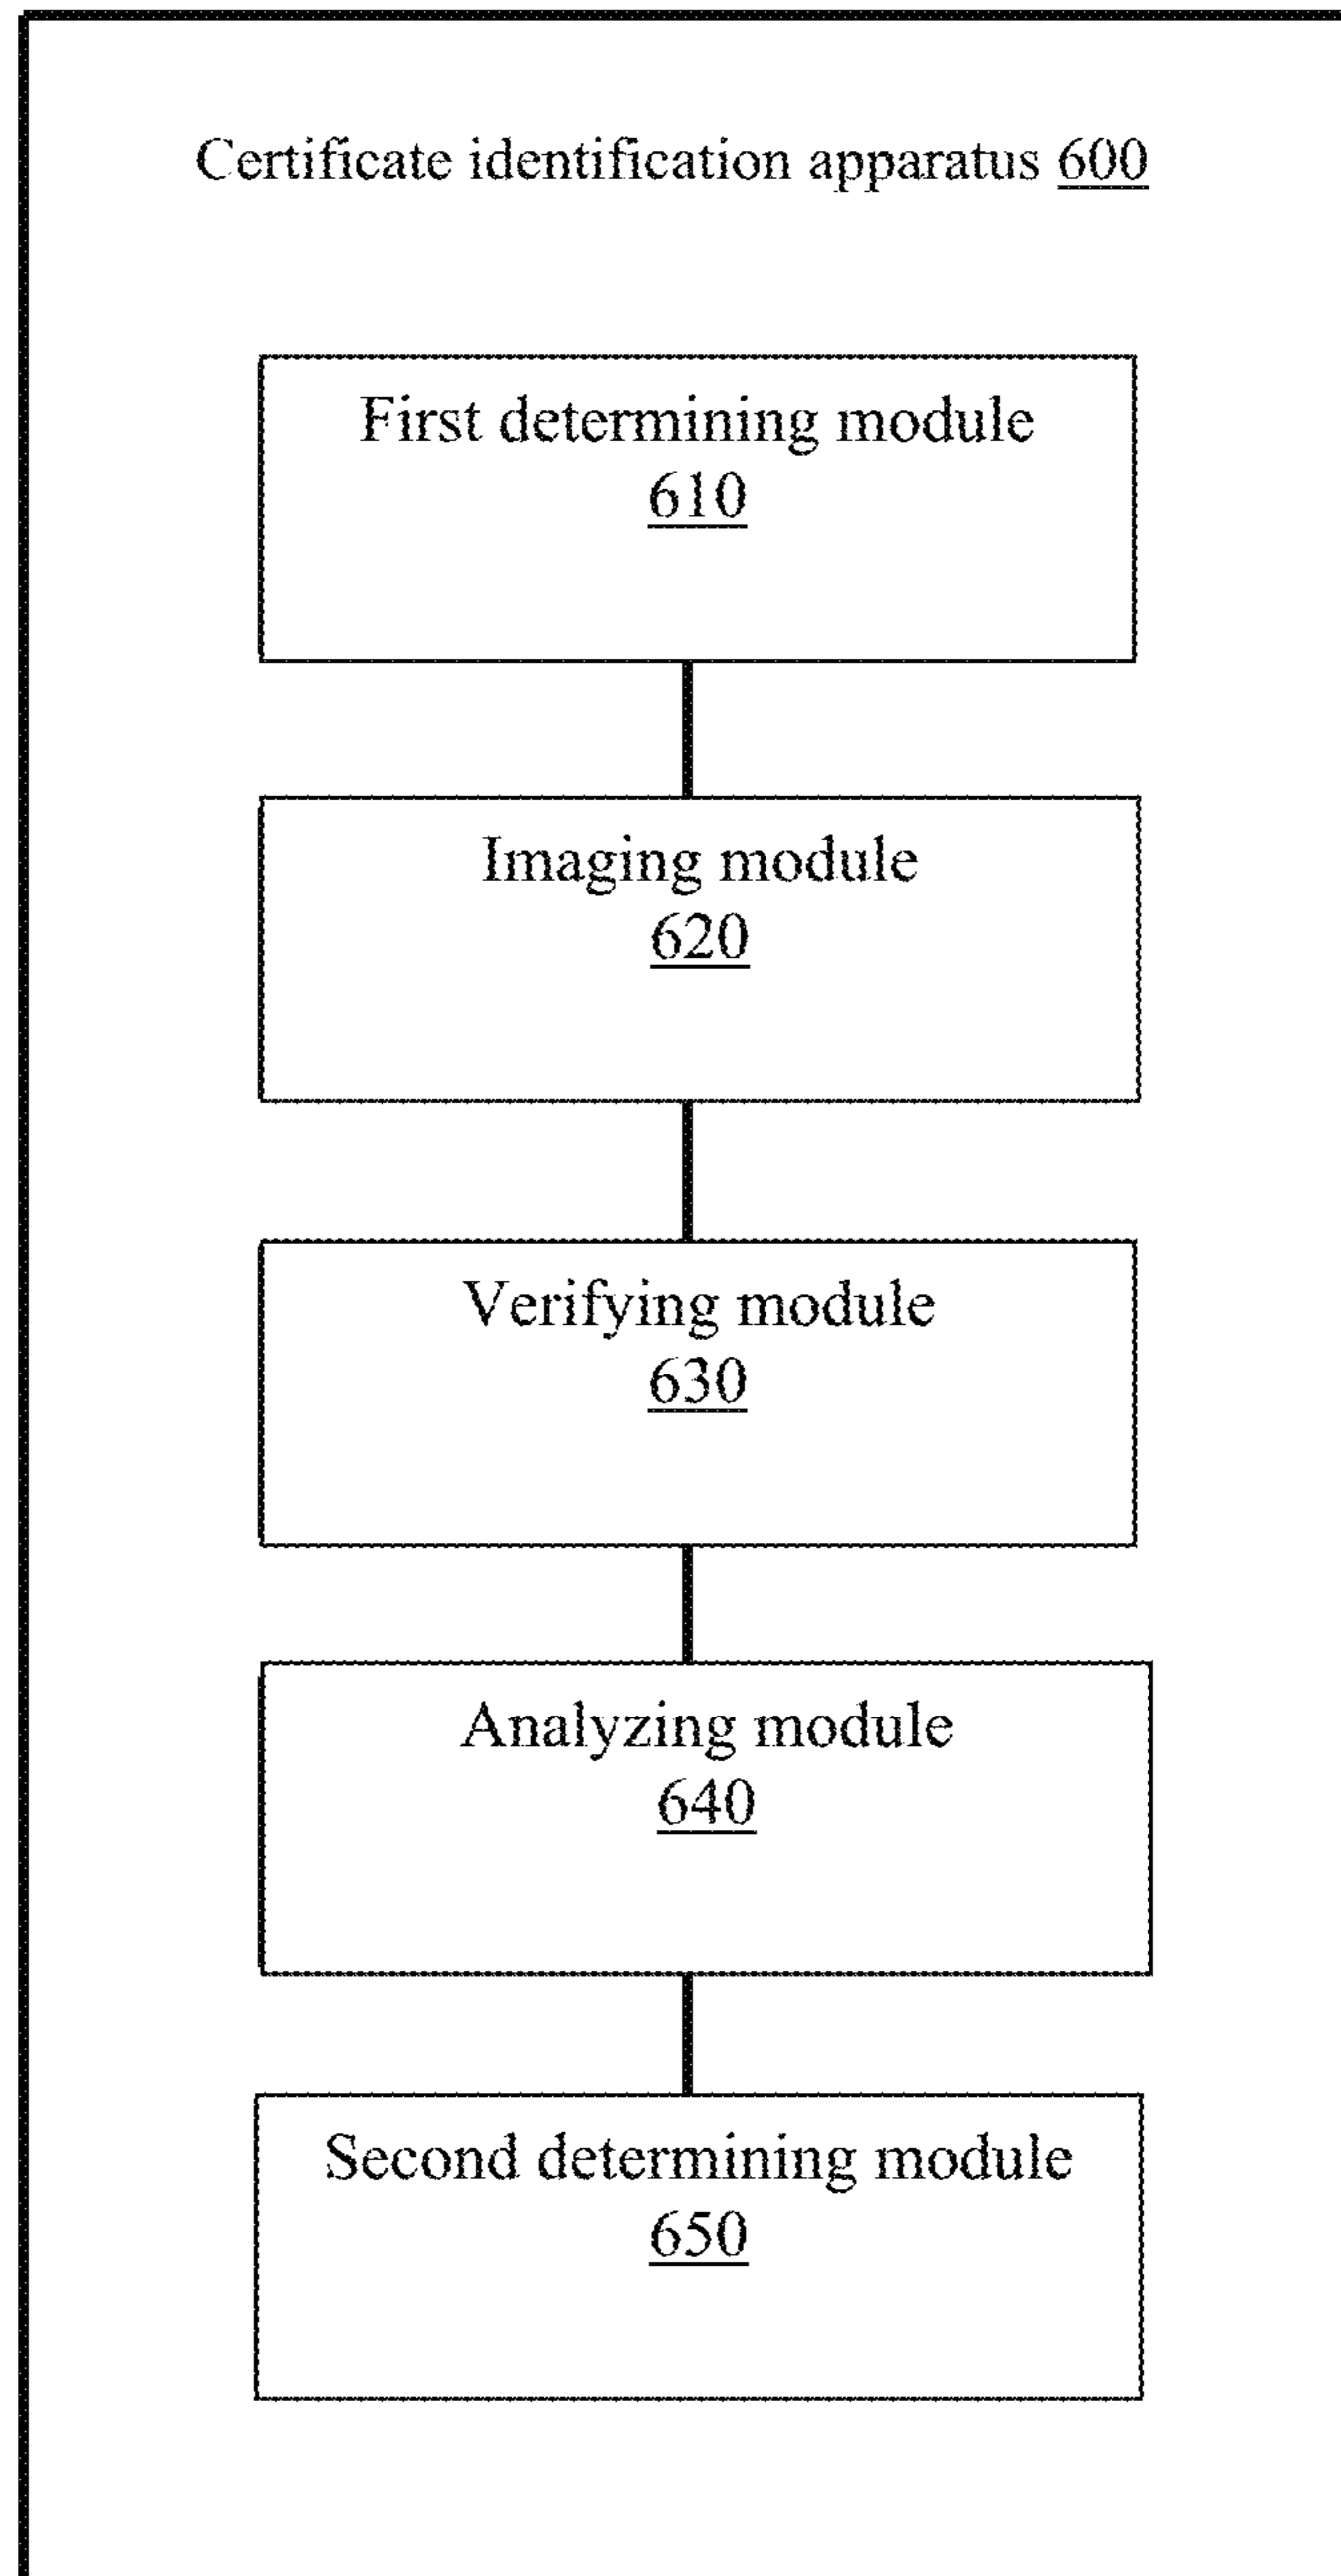 Certificate identification apparatus 600
First determining module
610
Imaging module
620
Verifying module
630
Analyzing module
640
Second determining module
650